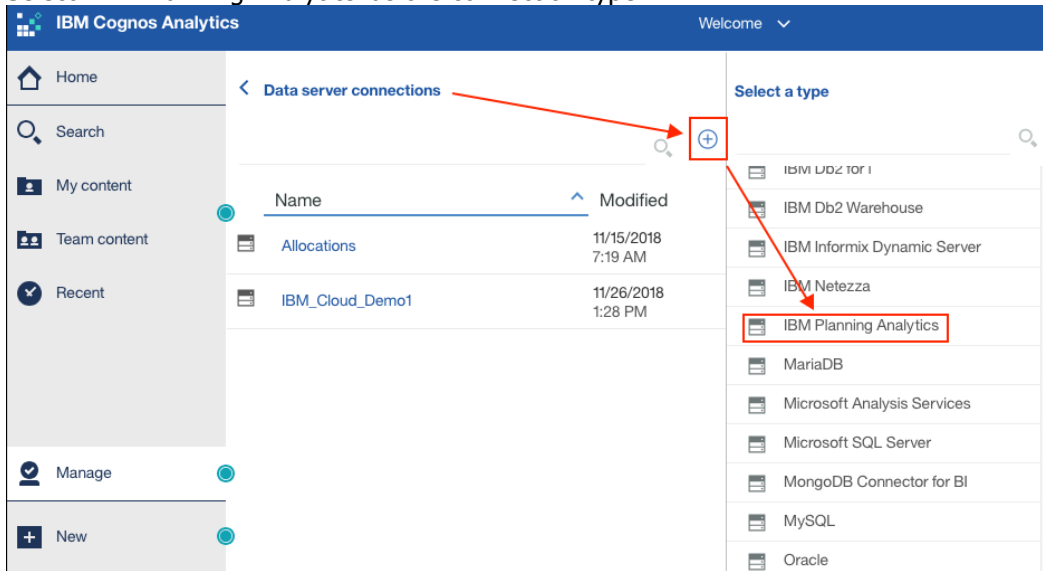 IBM Cognos Analytics
Welcome
Home
Search
My content
Team content
Recent
Manage
New
Data server connections
Name Modified
Allocations 11/15/2018
7:19 AM
IBM_Cloud_Demo1 11/26/2018
1:28 PM
Select a type
IBM Db2 for i
IBM Db2 Warehouse
IBM Informix Dynamic Server
IBM Netezza
IBM Planning Analytics
MariaDB
Microsoft Analysis Services
Microsoft SQL Server
MongoDB Connector for BI
MySQL
Oracle